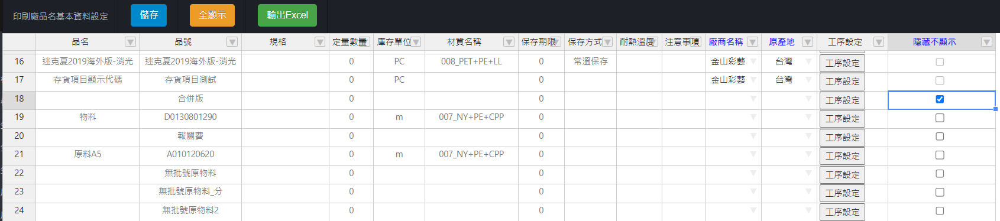 印刷廠品名基本資料設定 儲存 全顯示 輸出Excel
品名 品號 規格 定量數量 庫存單位 材質名稱 保存期限 保存方式 耐熱溫度 注意事項 廠商名稱 原產地 工序設定 隱藏不顯示
16 迷克夏2019海外版-消光 迷克夏2019海外版-消光 0 PC 008_PET+PE+LL 0 常溫保存 金山彩藝 台灣 工序設定
17 存貨項目顯示代碼 存貨項目測試 0 PC 0 金山彩藝 台灣 工序設定
18 合併版 0 0 工序設定
19 物料 D0130801290 0 m 007_NY+PE+CPP 0 工序設定
20 報關費 0 0 工序設定
21 原料A5 A010120620 0 m 007_NY+PE+CPP 0 工序設定
22 無批號原物料 0 0 工序設定
23 無批號原物料_分 0 0 工序設定
24 無批號原物料2 0 0 工序設定